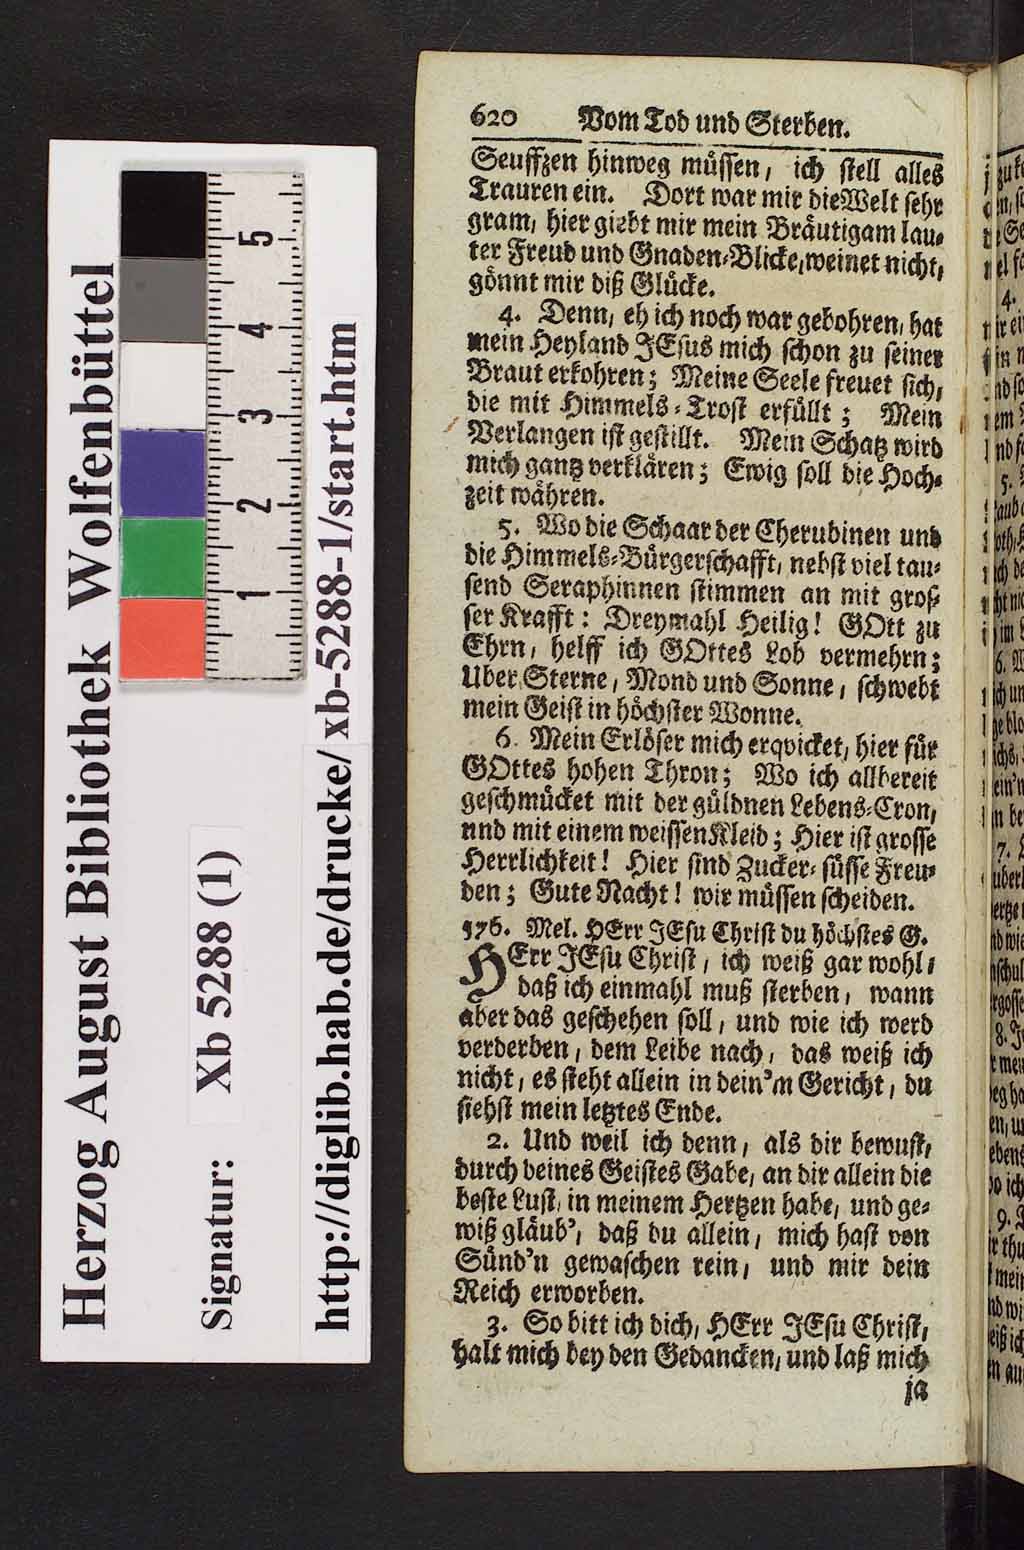 Herzog August Bibliothek Wolfenbüttel
Signatur: Xb 5288 (1)
http://diglib.hab.de/drucke/xb-5288-1/start.htm
5
4
3
2
1
620 Vom Tod und Sterben.
Seuffzen hinweg müssen, ich stell alles
Trauren ein. Dort war mir die Welt sehr
gram, hier giebt mir mein Bräutigam lau-
ter Freud und Gnaden-Blicke, weinet nicht,
gönnt mir diß Glücke.
4. Denn, eh ich noch war gebohren, hat
mein Heyland JEsus mich schon zu seiner
Braut erkohren; Meine Seele freuet sich,
die mit Himmels-Trost erfüllt; Mein
Verlangen ist gestillt. Mein Schatz wird
mich gantz verklären; Ewig soll die Hoch-
zeit währen.
5. Wo die Schaar der Cherubinen und
die Himmels-Bürgerschafft, nebst viel tau-
send Seraphinnen stimmen an mit groß
ser Krafft: Dreymahl Heilig! GOtt zu
Ehrn, helff ich GOttes Lob vermehrn;
Uber Sterne, Mond und Sonne, schwebt
mein Geist in höchster Wonne.
6. Mein Erlöser mich erqvicket, hier für
GOttes hohen Thron; Wo ich allbereit
geschmücket mit der güldnen Lebens-Cron,
und mit einem weissen Kleid; Hier ist grosse
Herrlichkeit! Hier sind Zucker-süsse Freu-
den; Gute Nacht! wir müssen scheiden.
576. Mel. HErr JEsu Christ du höchstes G.
HErr JEsu Christ, ich weiß gar wohl,
daß ich einmahl muß sterben, wann
aber das geschehen soll, und wie ich werd
verderben, dem Leibe nach, das weiß ich
nicht, es steht allein in dein'm Gericht, du
siehst mein letztes Ende.
2. Und weil ich denn, als dir bewust,
durch deines Geistes Gabe, an dir allein die
beste Lust, in meinem Hertzen habe, und ge-
wiß gläub', daß du allein, mich hast von
Sünd'n gewaschen rein, und mir dein
Reich erworben.
3. So bitt ich dich, HErr JEsu Christ,
halt mich bey den Gedancken, und laß mich
ja